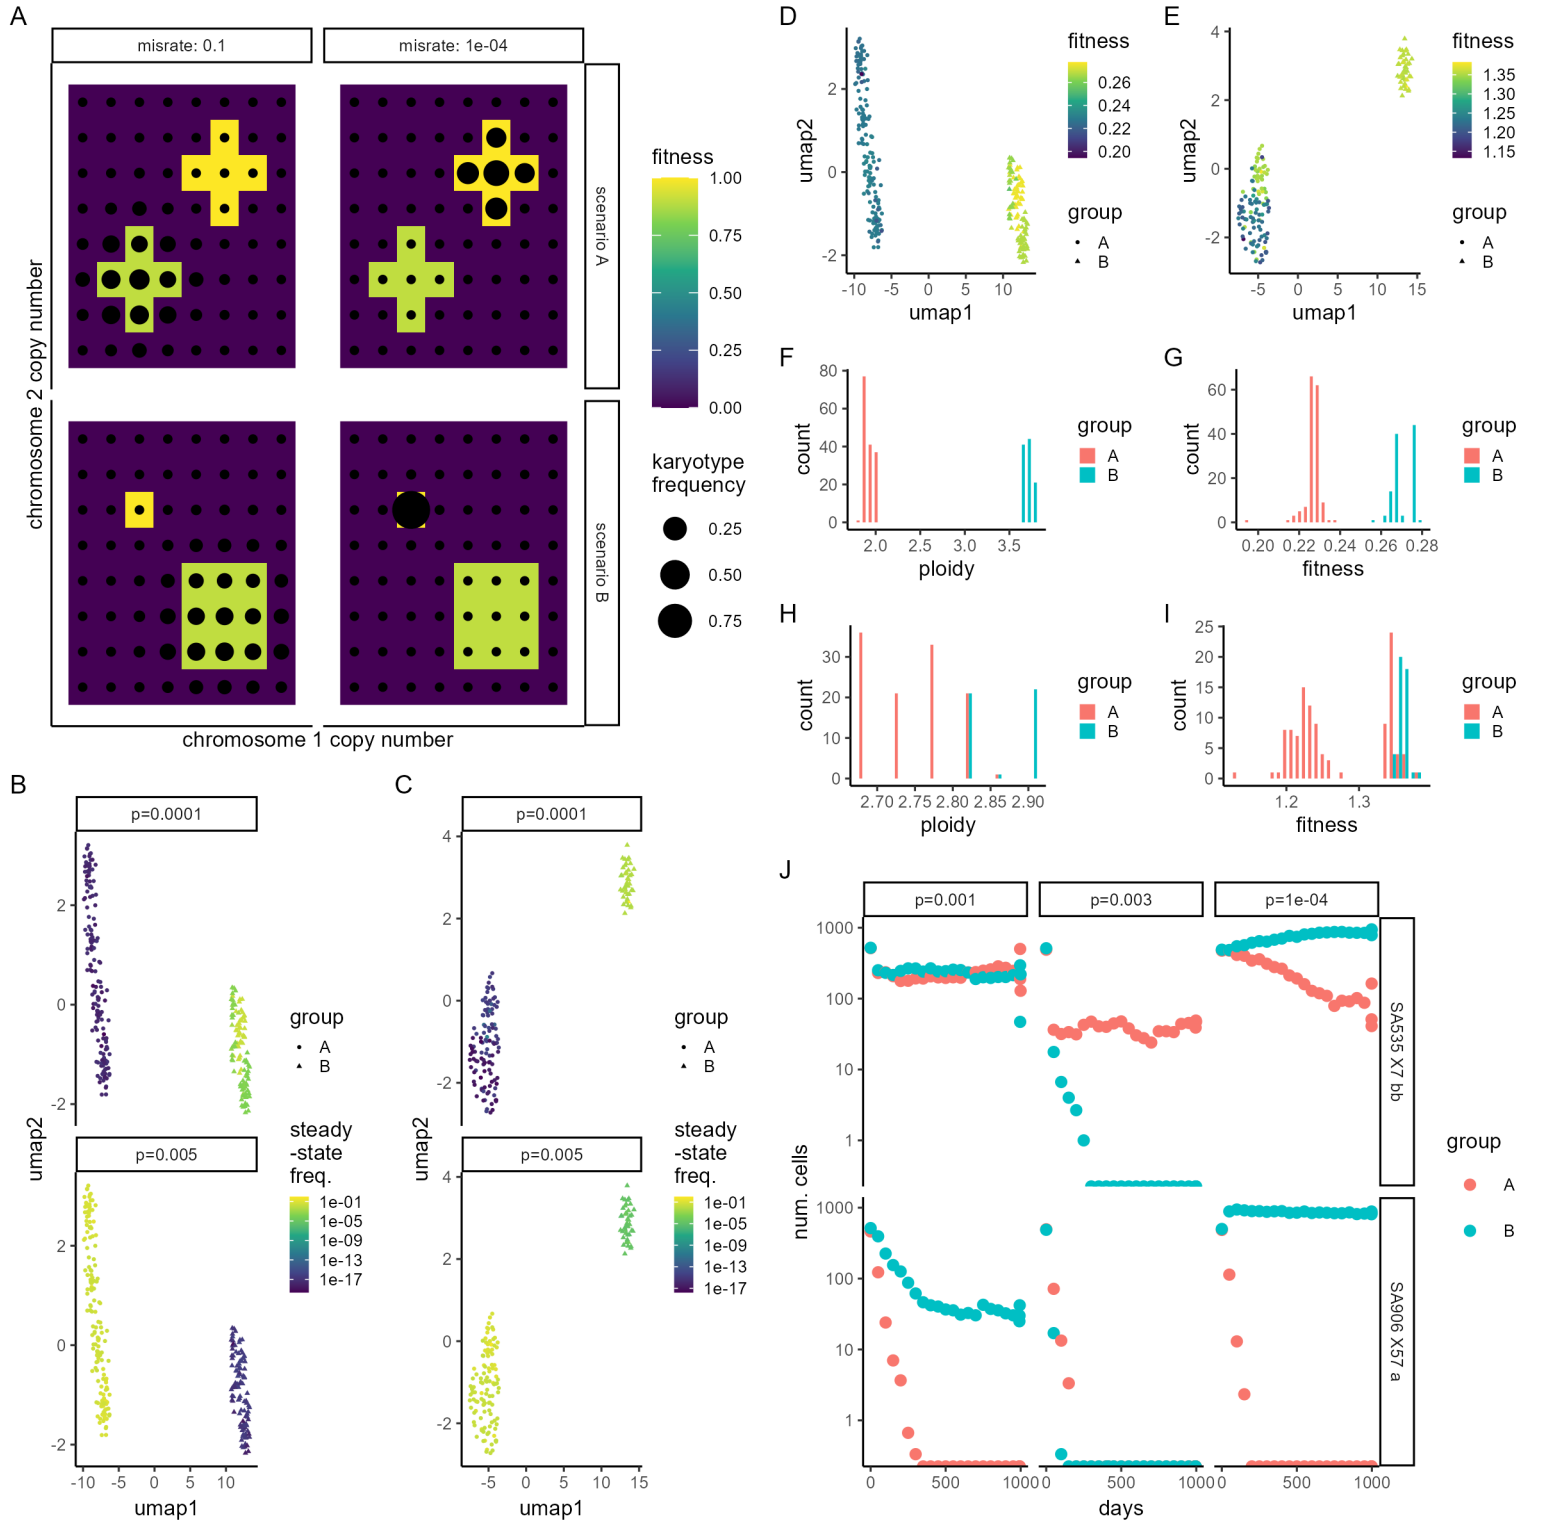 A
misrate: 0.1
misrate: 1e-04
scenario A
scenario B
chromosome 2 copy number
chromosome 1 copy number
fitness
1.00
0.75
0.50
0.25
0.00
karyotype
frequency
0.25
0.50
0.75
D
2
0
-2
-10
-5
0
5
10
umap1
umap2
fitness
0.26
0.24
0.22
0.20
group
A
B
E
4
2
0
-2
-5
0
5
10
15
umap1
umap2
fitness
1.35
1.30
1.25
1.20
1.15
group
A
B
F
80
60
40
20
0
2.0
2.5
3.0
3.5
ploidy
count
group
A
B
G
60
40
20
0
0.20
0.22
0.24
0.26
0.28
fitness
count
group
A
B
H
30
20
10
0
2.70
2.75
2.80
2.85
2.90
ploidy
count
group
A
B
I
25
20
15
10
5
0
1.2
1.3
fitness
count
group
A
B
B
p=0.0001
2
0
-2
p=0.005
2
0
-2
-10
-5
0
5
10
umap1
umap2
group
A
B
steady
-state
freq.
1e-01
1e-05
1e-09
1e-13
1e-17
C
p=0.0001
4
2
0
-2
p=0.005
4
2
0
-2
-5
0
5
10
15
umap1
umap2
group
A
B
steady
-state
freq.
1e-01
1e-05
1e-09
1e-13
1e-17
J
p=0.001
p=0.003
p=1e-04
SA535 X7 bb
SA906 X57 a
1000
100
10
1
1000
100
10
1
0
500
1000
0
500
1000
0
500
1000
days
num. cells
group
A
B